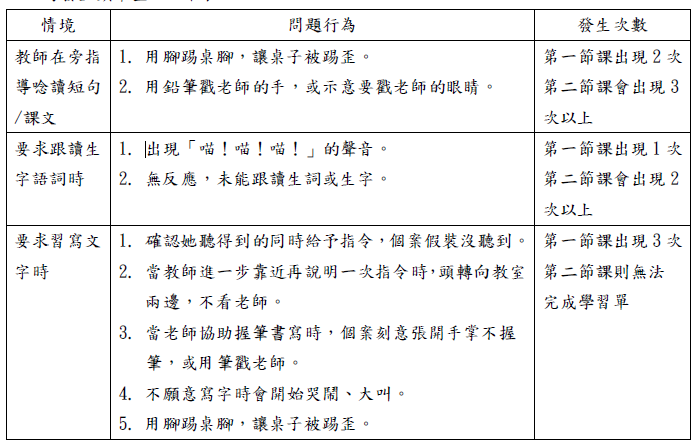 情境 問題行為 發生次數
教師在旁指 1. 用腳踢桌腳，讓桌子被踢歪。 第一節課出現 2 次
導唸讀短句 2. 用鉛筆戳老師的手，或示意要戳老師的眼睛。 第二節課會出現 3
/課文 次以上
要求跟讀生 1. 出現「喵！喵！喵！」的聲音。 第一節課出現 1 次
字語詞時 2. 無反應，未能跟讀生詞或生字。 第二節課會出現 2
次以上
要求習寫文 1. 確認她聽得到的同時給予指令，個案假裝沒聽到。 第一節課出現 3 次
字時 2. 當教師進一步靠近再說明一次指令時，頭轉向教室 第二節課則無法
兩邊，不看老師。 完成學習單
3. 當老師協助握筆書寫時，個案刻意張開手掌不握
筆，或用筆戳老師。
4. 不願意寫字時會開始哭鬧、大叫。
5. 用腳踢桌腳，讓桌子被踢歪。